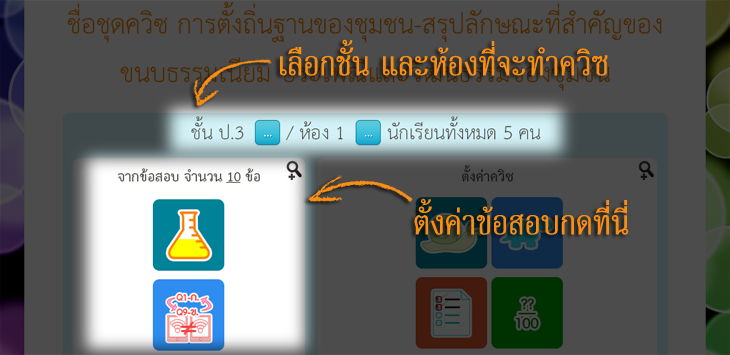 ชื่อชุดควิช การตั้งถิ่นฐานของชุมชน-สรุปลักษณะที่สำคัญของ
ขนบธรรมเนียม
เลือกชั้น และห้องที่จะทำควิซ
ชั้น ป.3 ... / ห้อง 1 ... นักเรียนทั้งหมด 5 คน
จากข้อสอบ จำนวน 10 ข้อ
ตั้งค่าควิซ
ตั้งค่าข้อสอบกดที่นี่
Q1-ก.
Q9-ข.
??
100